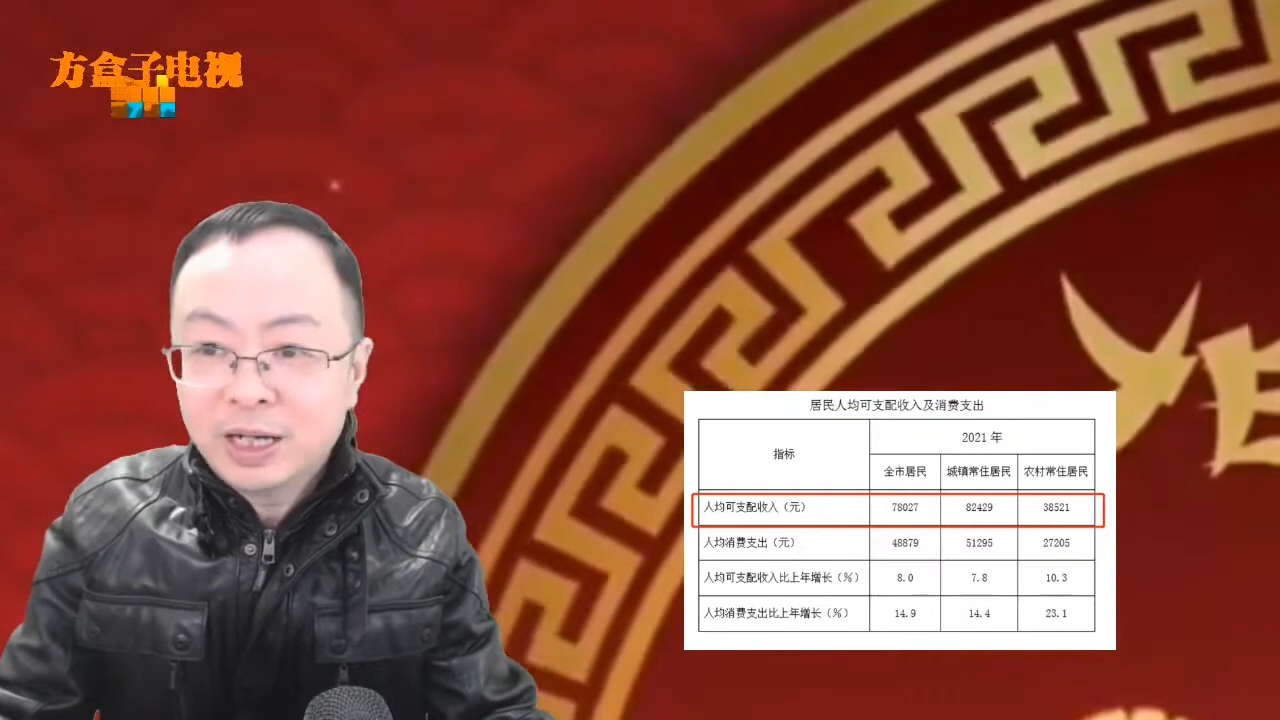 方盒子电视
YE
居民人均可支配收入及消费支出
指标
2021 年
全市居民
城镇常住居民
农村常住居民
人均可支配收入（元）
78027
82429
38521
人均消费支出（元）
48879
51295
27205
人均可支配收入比上年增长（%）
8.0
7.8
10.3
人均消费支出比上年增长（%）
14.9
14.4
23.1